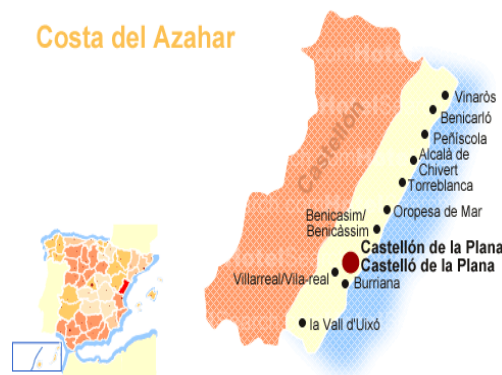 Costa del Azahar
Castellón
Vinaròs
Benicarló
Peñíscola
Alcalà de
Chivert
Torreblanca
Oropesa de Mar
Benicasim/
Benicàssim
Castellón de la Plana
Castelló de la Plana
Villarreal/Vila-real
Burriana
la Vall d'Uixó